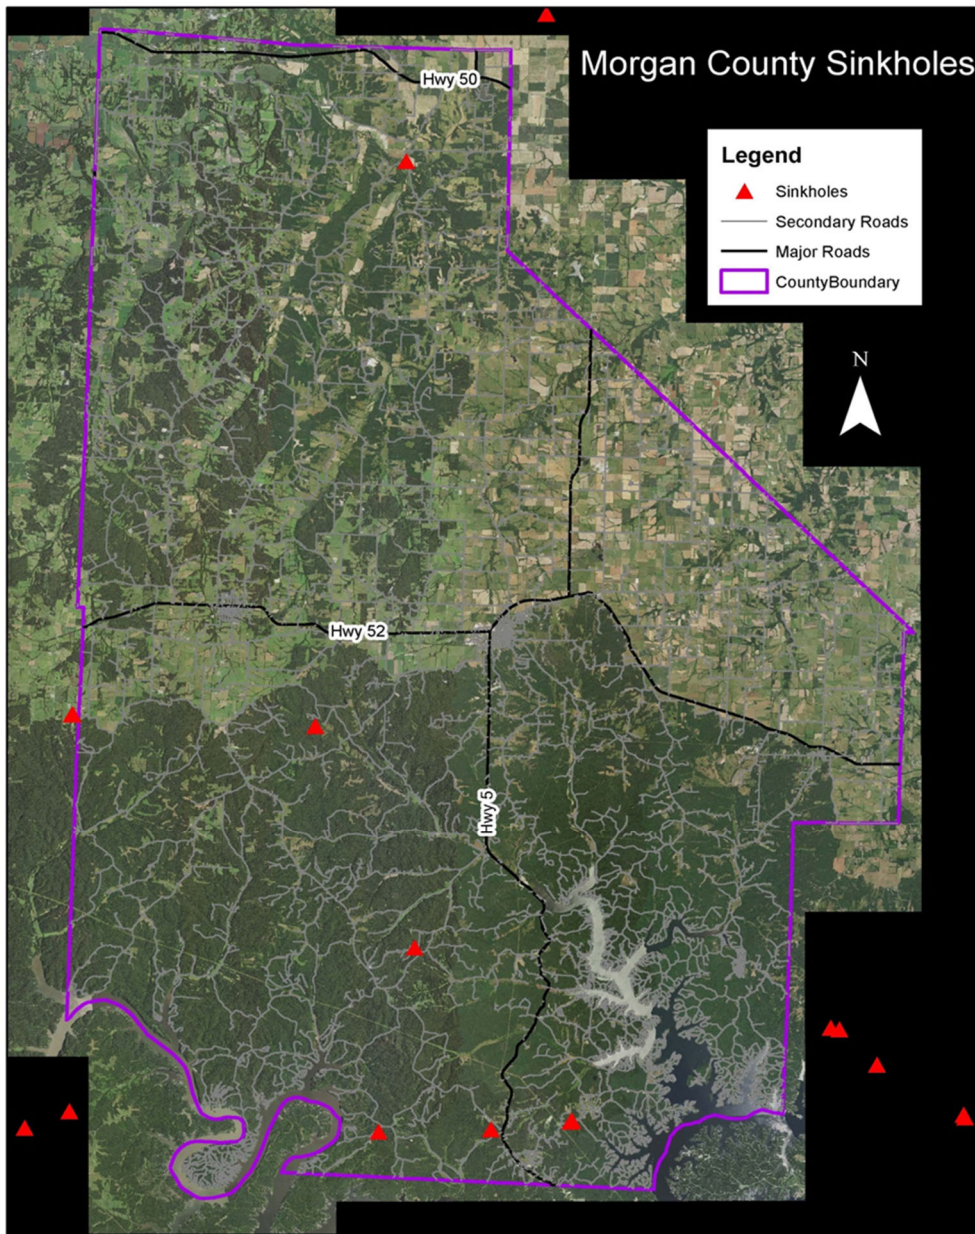 Morgan County Sinkholes
Hwy 50
Legend
Sinkholes
Secondary Roads
Major Roads
CountyBoundary
N
Hwy 52
Hwy 5